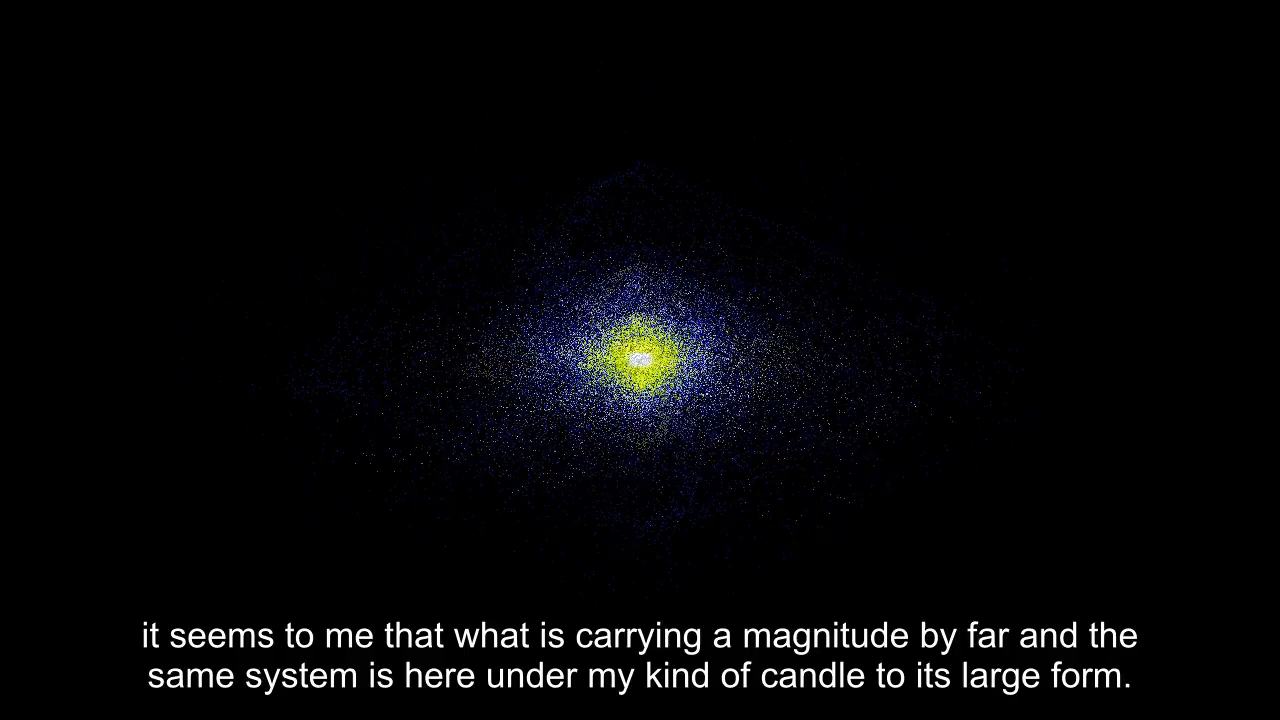 it seems to me that what is carrying a magnitude by far and the
same system is here under my kind of candle to its large form.